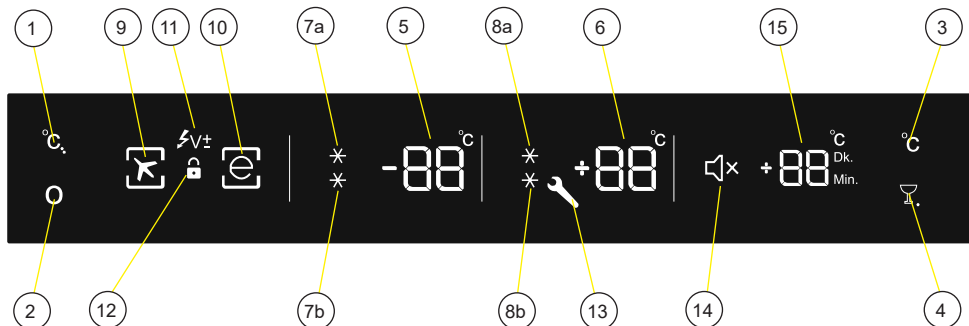 1 9 11 10 7a 5 8a 6 15 3
°C °C °C
°C. V± e -88 ÷88 ÷88 Dk. °C
O Min.
2 12 7b 8b 13 14 4